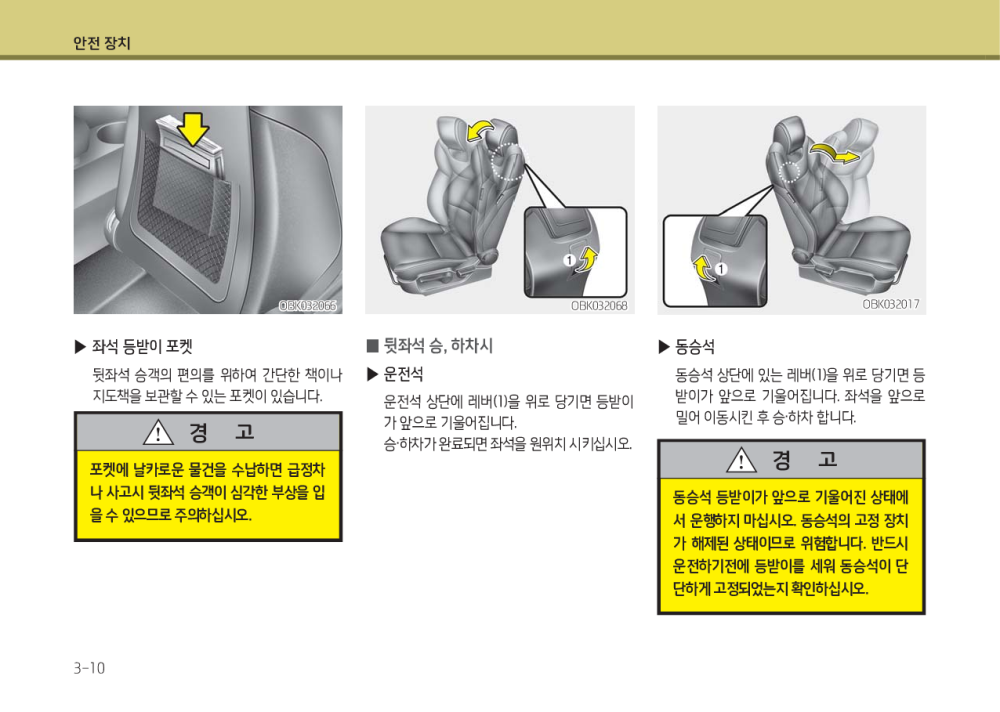 안전 장치
OBK032066
▶ 좌석 등받이 포켓
뒷좌석 승객의 편의를 위하여 간단한 책이나
지도책을 보관할 수 있는 포켓이 있습니다.
경 고
포켓에 날카로운 물건을 수납하면 급정차
나 사고시 뒷좌석 승객이 심각한 부상을 입
을 수 있으므로 주의하십시오.
1
OBK032068
■ 뒷좌석 승, 하차시
▶ 운전석
운전석 상단에 레버(1)을 위로 당기면 등받이
가 앞으로 기울어집니다.
승·하차가 완료되면 좌석을 원위치 시키십시오.
1
OBK032017
▶ 동승석
동승석 상단에 있는 레버(1)을 위로 당기면 등
받이가 앞으로 기울어집니다. 좌석을 앞으로
밀어 이동시킨 후 승·하차 합니다.
경 고
동승석 등받이가 앞으로 기울어진 상태에
서 운행하지 마십시오. 동승석의 고정 장치
가 해제된 상태이므로 위험합니다. 반드시
운전하기전에 등받이를 세워 동승석이 단
단하게 고정되었는지 확인하십시오.
3-10